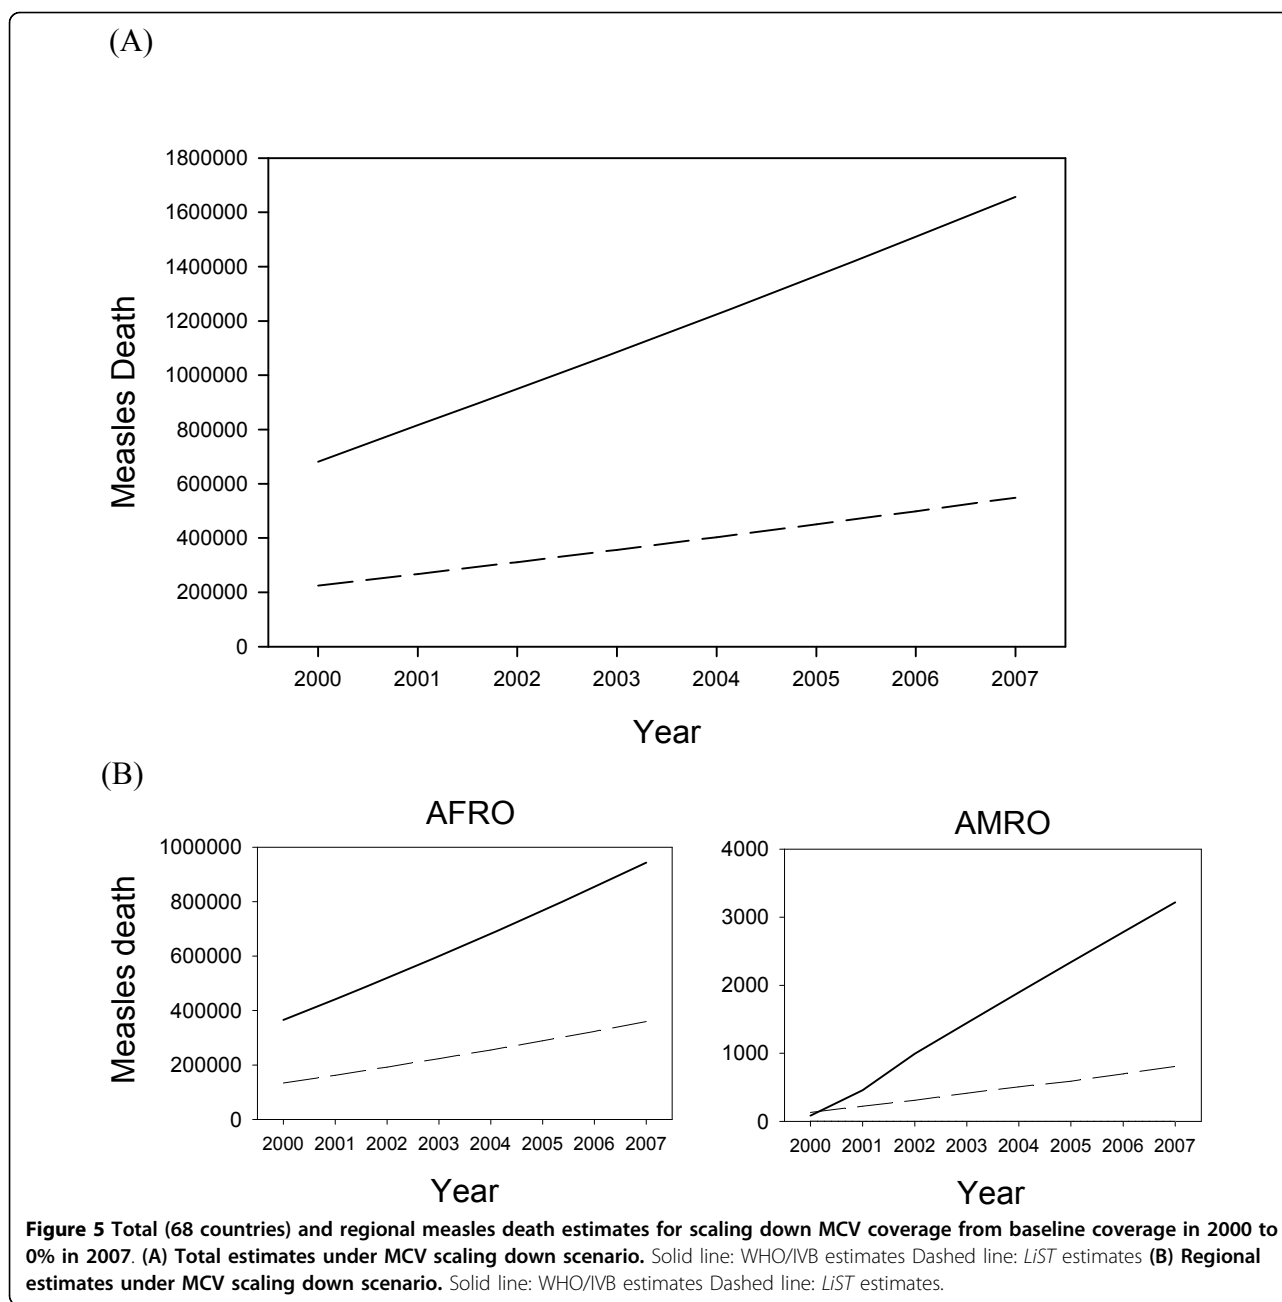 (A)
1800000
1600000
1400000
1200000
1000000
800000
600000
400000
200000
0
Measles Death
2000 2001 2002 2003 2004 2005 2006 2007
Year
(B)
AFRO
1000000
800000
600000
400000
200000
0
Measles death
2000 2001 2002 2003 2004 2005 2006 2007
Year
AMRO
4000
3000
2000
1000
0
2000 2001 2002 2003 2004 2005 2006 2007
Year
Figure 5 Total (68 countries) and regional measles death estimates for scaling down MCV coverage from baseline coverage in 2000 to
0% in 2007. (A) Total estimates under MCV scaling down scenario. Solid line: WHO/IVB estimates Dashed line: LiST estimates (B) Regional
estimates under MCV scaling down scenario. Solid line: WHO/IVB estimates Dashed line: LiST estimates.